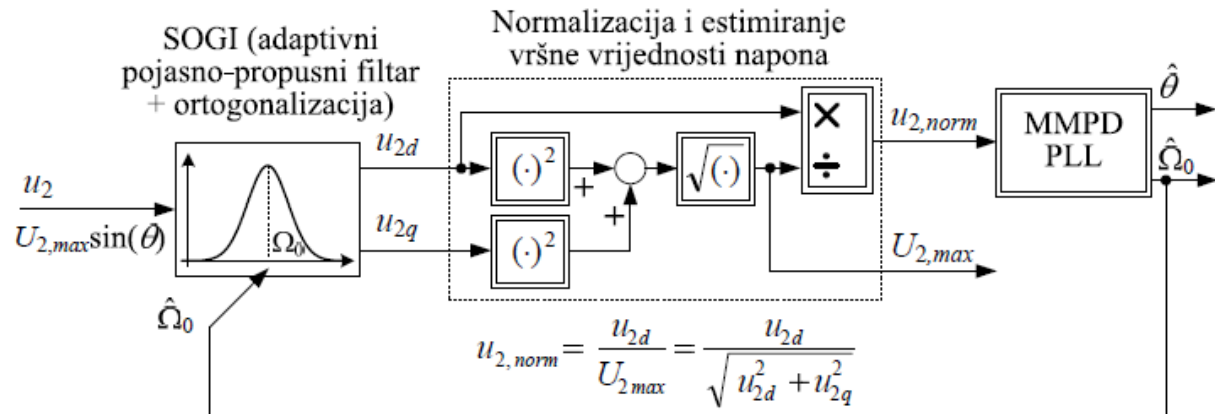 SOGI (adaptivni
pojasno-propusni filtar
+ ortogonalizacija)
Normalizacija i estimiranje
vršne vrijednosti napona
u₂
U₂,max sin(θ)
Ω₀
Ω̂₀
u₂d
u₂q
(·)²
(·)²
+
+
√(·)
×
÷
u₂,norm
U₂,max
MMPD
PLL
θ̂
Ω̂₀
u₂,norm = u₂d / U₂max = u₂d / √(u₂d² + u₂q²)